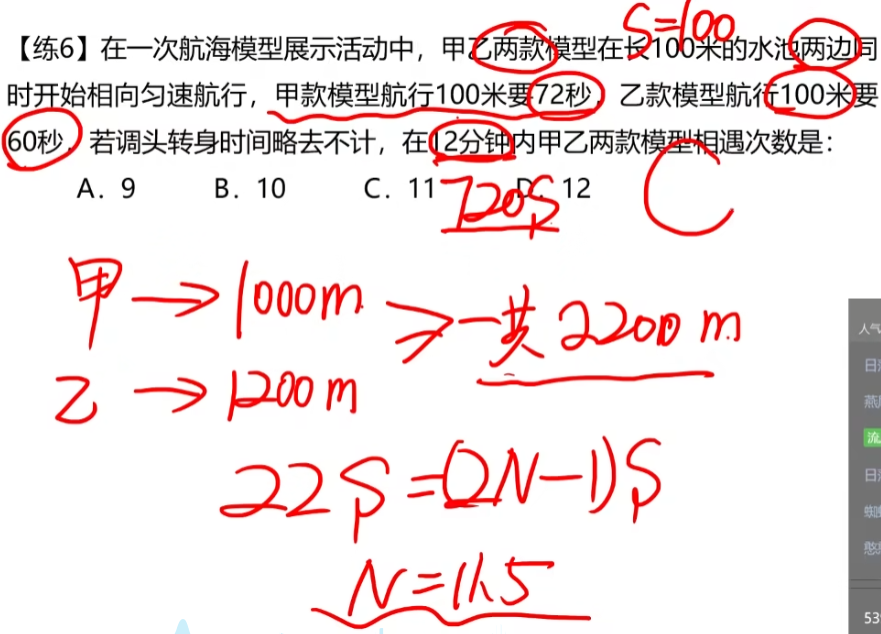 S=100
【练6】在一次航海模型展示活动中，甲乙两款模型在长100米的水池两边同
时开始相向匀速航行，甲款模型航行100米要72秒，乙款模型航行100米要
60秒，若调头转身时间略去不计，在12分钟内甲乙两款模型相遇次数是：
A．9 B．10 C．11 D．12
720S
C
甲→1000m
一共2200m
乙→1200m
22S=(2N-1)S
N=11.5
人气
日
燕
流
日
蜘
憨
53